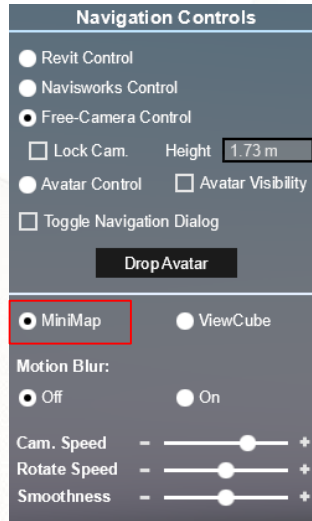 Navigation Controls
Revit Control
Navisworks Control
Free-Camera Control
Lock Cam. Height 1.73 m
Avatar Control Avatar Visibility
Toggle Navigation Dialog
Drop Avatar
MiniMap ViewCube
Motion Blur:
Off On
Cam. Speed - +
Rotate Speed - +
Smoothness - +